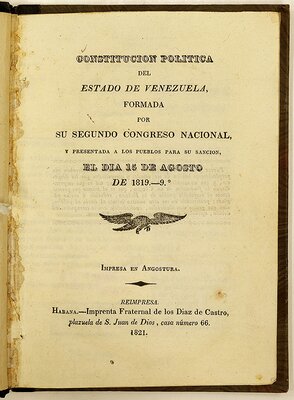 CONSTITUCION POLITICA
DEL
ESTADO DE VENEZUELA,
FORMADA
POR
SU SEGUNDO CONGRESO NACIONAL,
Y PRESENTADA A LOS PUEBLOS PARA SU SANCION,
EL DIA 15 DE AGOSTO
DE 1819.—9.º
IMPRESA EN ANGOSTURA.
REIMPRESA
HABANA.—Imprenta Fraternal de los Diaz de Castro,
plazuela de S. Juan de Dios, casa número 66.
1821.